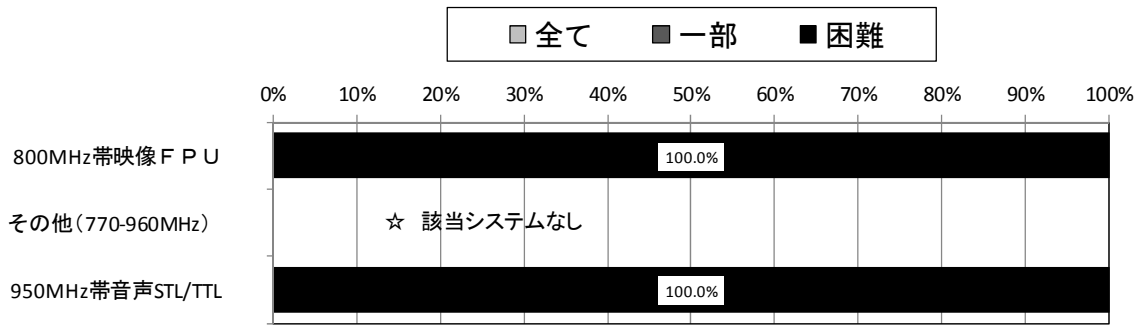 全て 一部 困難
0% 10% 20% 30% 40% 50% 60% 70% 80% 90% 100%
800MHz帯映像ＦＰＵ
100.0%
その他（770-960MHz）
☆ 該当システムなし
950MHz帯音声STL/TTL
100.0%